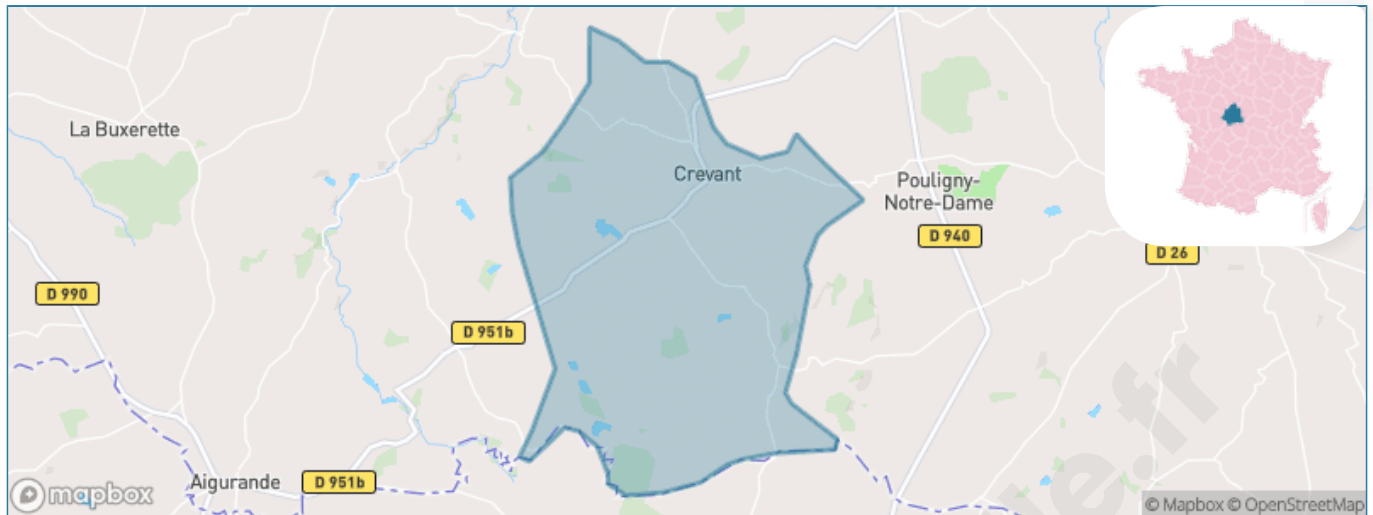 La Buxerette
Crevant
Pouligny-
Notre-Dame
D 940
D 26
D 990
D 951b
Aigurande
D 951b
mapbox
© Mapbox © OpenStreetMap